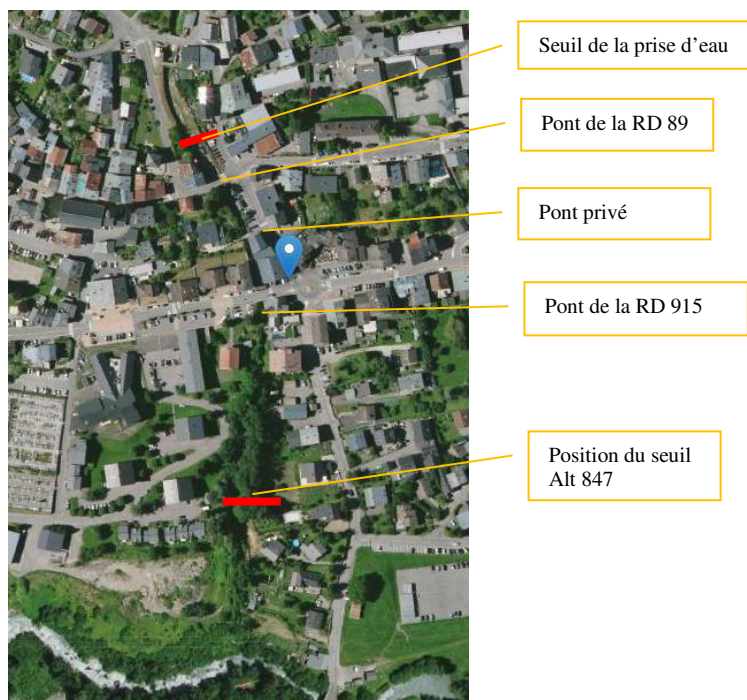 Seuil de la prise d’eau
Pont de la RD 89
Pont privé
Pont de la RD 915
Position du seuil
Alt 847